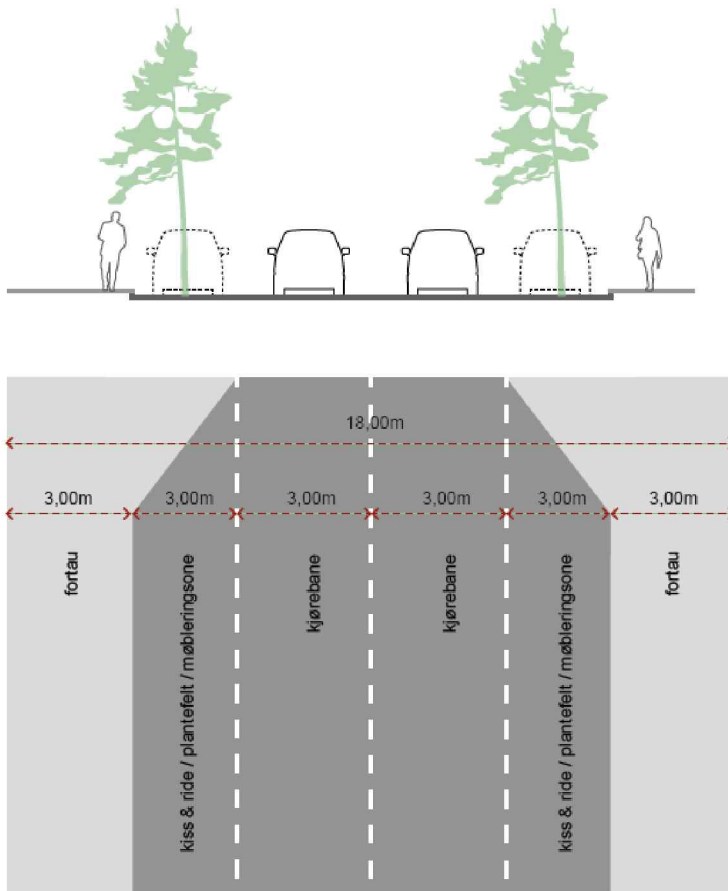 18,00m
3,00m 3,00m 3,00m 3,00m 3,00m 3,00m
fortau
kiss & ride / plantefelt / møbleringsone
kjørebane
kjørebane
kiss & ride / plantefelt / møbleringsone
fortau